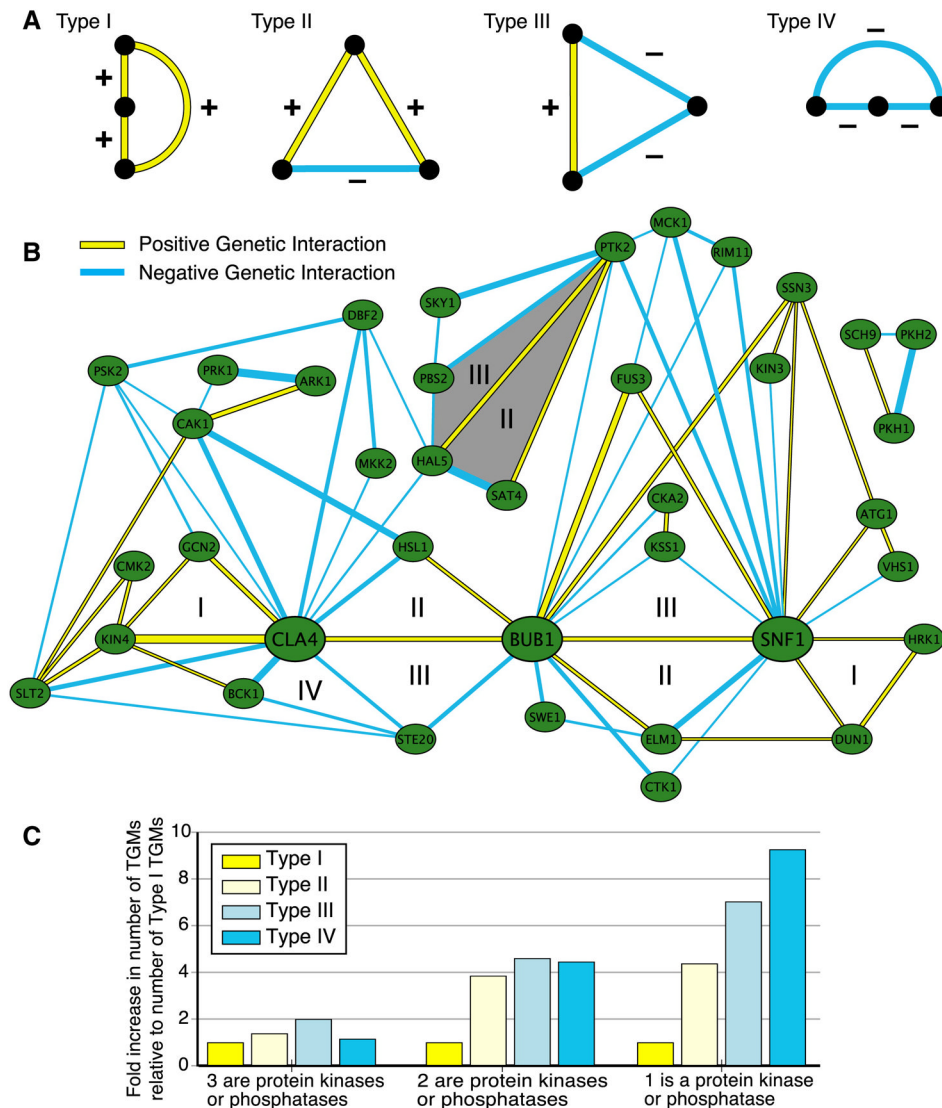 A
Type I
Type II
Type III
Type IV
+
+
+
+
+
−
+
−
−
−
−
−
B
Positive Genetic Interaction
Negative Genetic Interaction
MCK1
PTK2
RIM11
SSN3
SKY1
DBF2
SCH9
PKH2
PSK2
PRK1
ARK1
PBS2
III
FUS3
KIN3
CAK1
II
PKH1
HAL5
MKK2
SAT4
CKA2
ATG1
GCN2
HSL1
KSS1
VHS1
CMK2
I
II
III
KIN4
CLA4
BUB1
SNF1
HRK1
SLT2
BCK1
IV
III
II
I
SWE1
STE20
ELM1
DUN1
CTK1
C
Fold increase in number of TGMs
relative to number of Type I TGMs
10
8
6
4
2
0
Type I
Type II
Type III
Type IV
3 are protein kinases
or phosphatases
2 are protein kinases
or phosphatases
1 is a protein kinase
or phosphatase